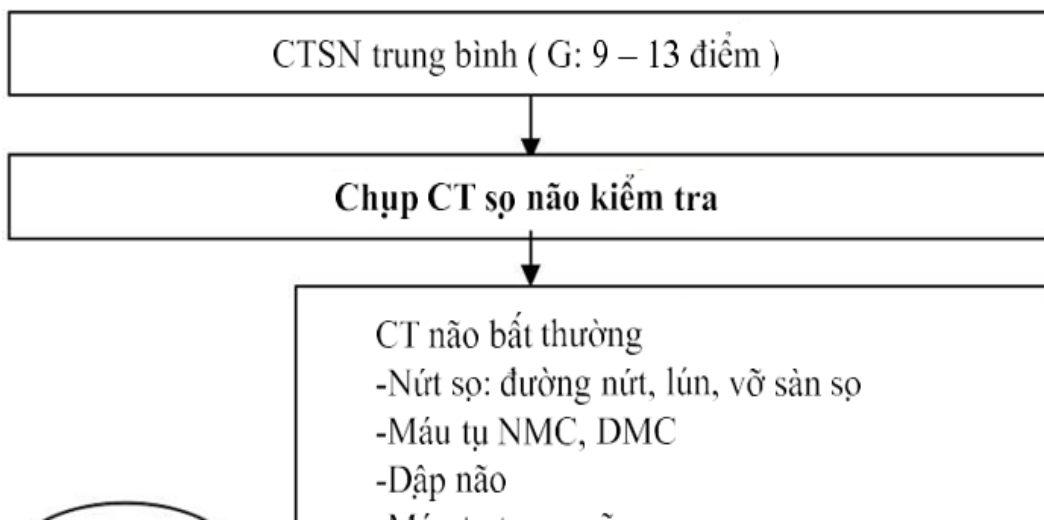 CTSN trung bình ( G: 9 – 13 điểm )
Chụp CT sọ não kiểm tra
CT não bất thường
-Nứt sọ: đường nứt, lún, vỡ sàn sọ
-Máu tụ NMC, DMC
-Dập não